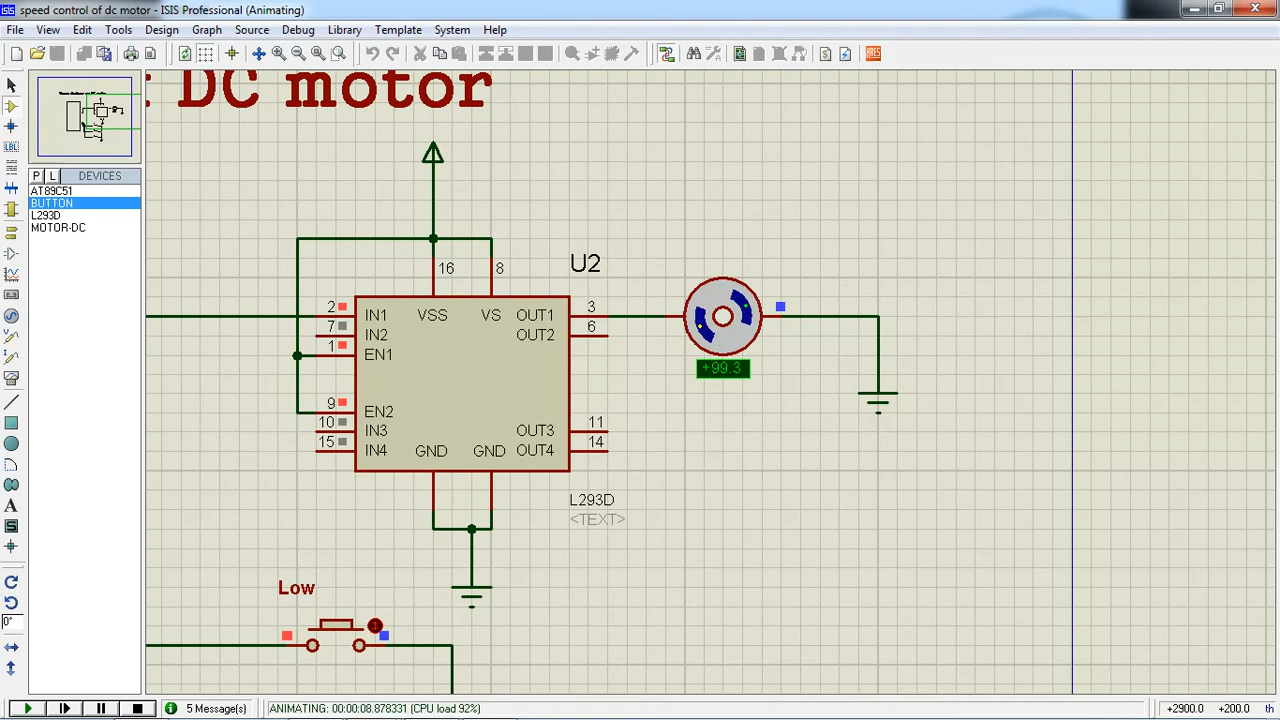 speed control of dc motor - ISIS Professional (Animating)
File View Edit Tools Design Graph Source Debug Library Template System Help
DC motor
P L DEVICES
AT89C51
BUTTON
L293D
MOTOR-DC
LBL
A
S
0°
16 8
U2
2 IN1 VSS VS OUT1 3
7 IN2 OUT2 6
1 EN1
+99.3
9 EN2
10 IN3 OUT3 11
15 IN4 GND GND OUT4 14
L293D
<TEXT>
Low
5 Message(s) ANIMATING: 00:00:08.878331 (CPU load 92%) +2900.0 +200.0 th